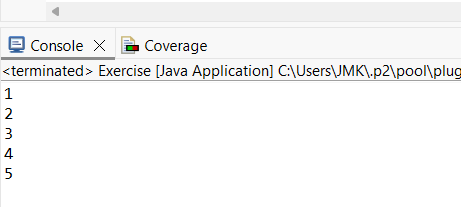 Console Coverage
<terminated> Exercise [Java Application] C:\Users\JMK\.p2\pool\plug
1
2
3
4
5